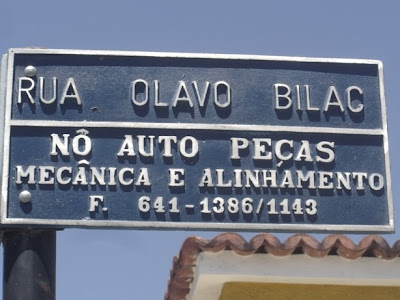 RUA OLAVO BILAC
NÔ AUTO PEÇAS
MECÂNICA E ALINHAMENTO
F. 641-1386/1143